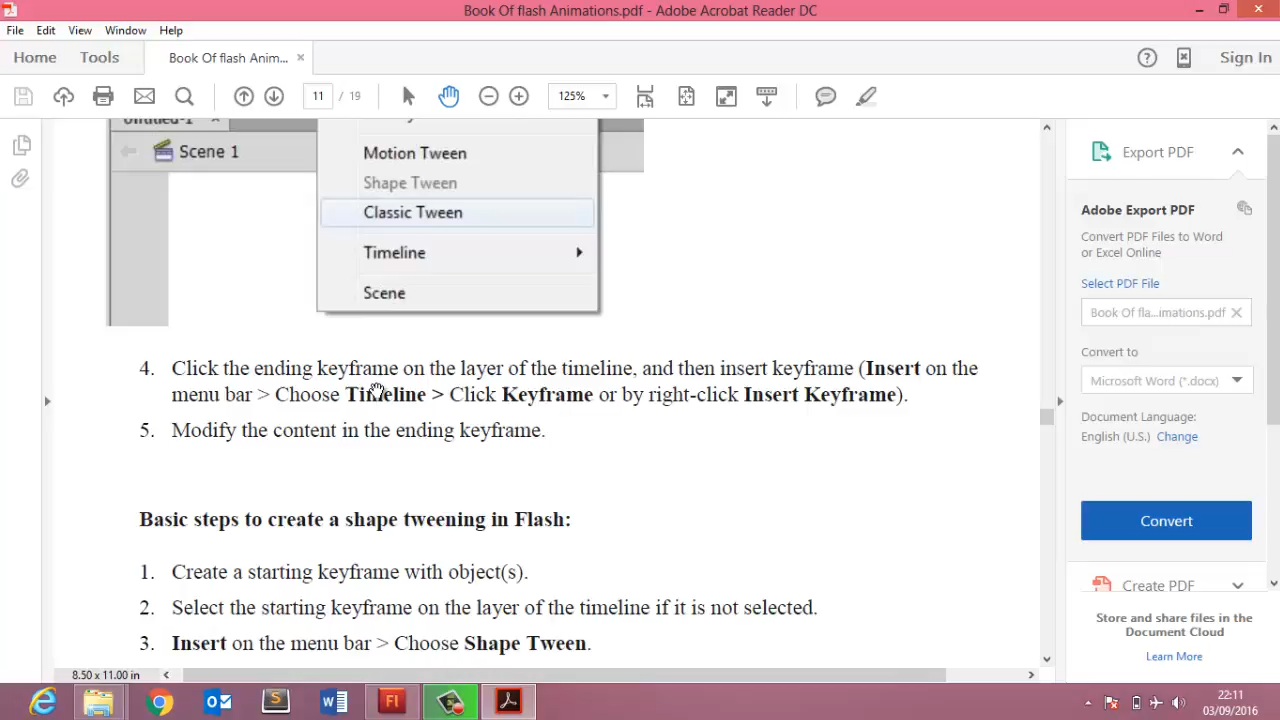 Book Of flash Animations.pdf - Adobe Acrobat Reader DC
File Edit View Window Help
Home Tools Book Of flash Anim... × Sign In
11 / 19 125%
Untitled-1 ×
Scene 1
Motion Tween
Shape Tween
Classic Tween
Timeline
Scene
4. Click the ending keyframe on the layer of the timeline, and then insert keyframe (Insert on the
menu bar > Choose Timeline > Click Keyframe or by right-click Insert Keyframe).
5. Modify the content in the ending keyframe.
Basic steps to create a shape tweening in Flash:
1. Create a starting keyframe with object(s).
2. Select the starting keyframe on the layer of the timeline if it is not selected.
3. Insert on the menu bar > Choose Shape Tween.
8.50 x 11.00 in
Export PDF
Adobe Export PDF
Convert PDF Files to Word
or Excel Online
Select PDF File
Book Of fla...imations.pdf ×
Convert to
Microsoft Word (*.docx)
Document Language:
English (U.S.) Change
Convert
Create PDF
Store and share files in the
Document Cloud
Learn More
22:11
03/09/2016